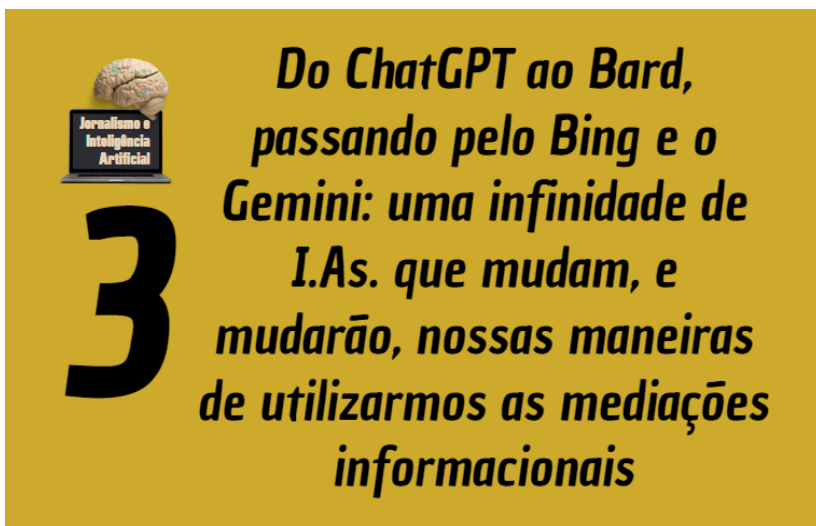 Jornalismo e
Inteligência
Artificial
3
Do ChatGPT ao Bard,
passando pelo Bing e o
Gemini: uma infinidade de
I.As. que mudam, e
mudarão, nossas maneiras
de utilizarmos as mediações
informacionais